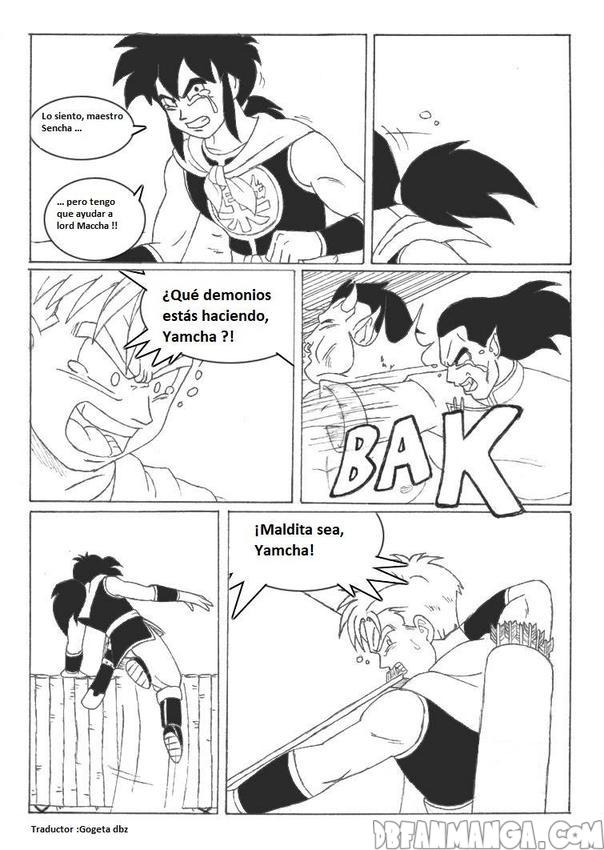 Lo siento, maestro
Sencha ...
... pero tengo
que ayudar a
lord Maccha !!
¿Qué demonios
estás haciendo,
Yamcha ?!
BAK
¡Maldita sea,
Yamcha!
Traductor :Gogeta dbz
DBFANMANGA.COM